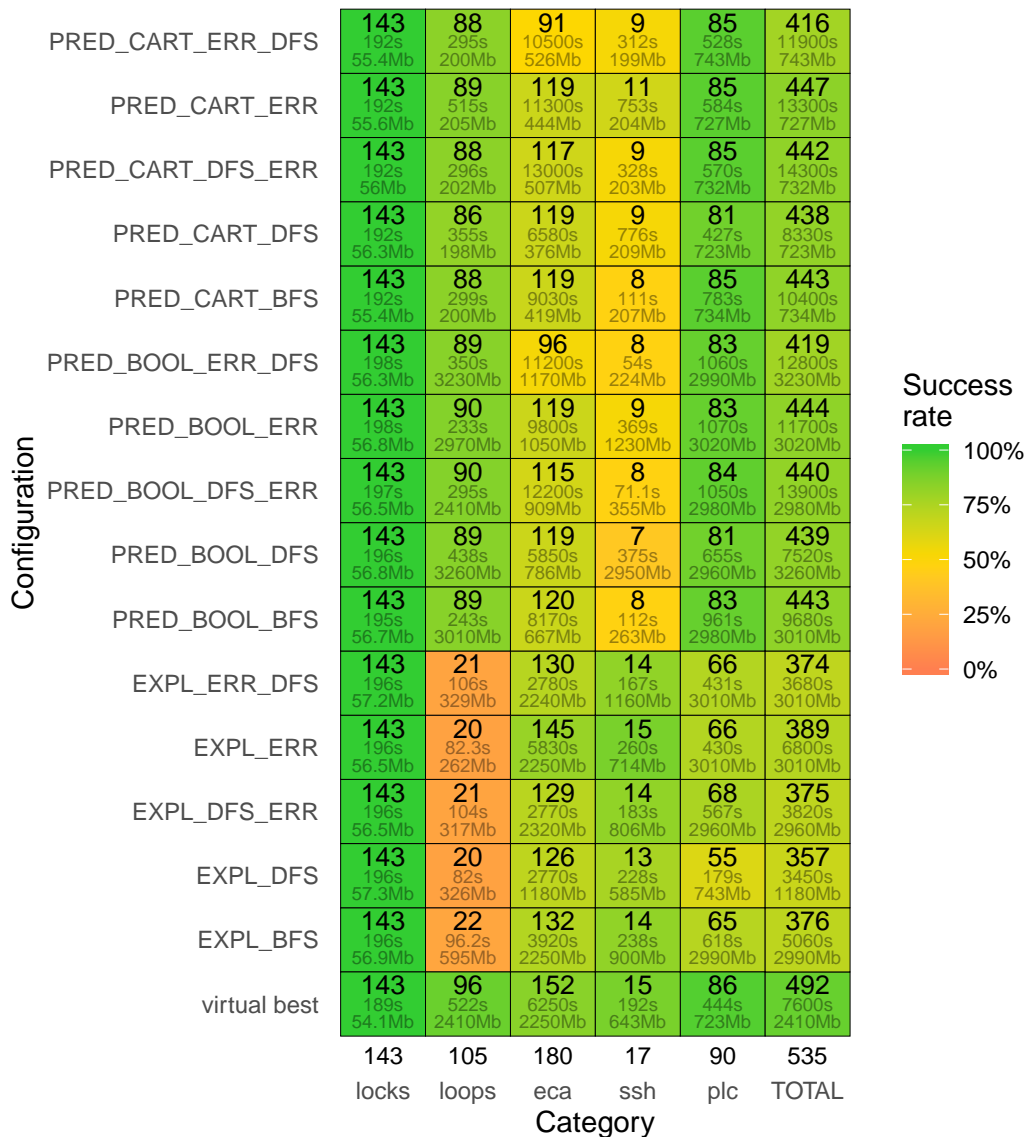 PRED_CART_ERR_DFS 143 88 91 9 85 416
192s 295s 10500s 312s 528s 11900s
55.4Mb 200Mb 526Mb 199Mb 743Mb 743Mb
PRED_CART_ERR 143 89 119 11 85 447
192s 515s 11300s 753s 584s 13300s
55.6Mb 205Mb 444Mb 204Mb 727Mb 727Mb
PRED_CART_DFS_ERR 143 88 117 9 85 442
192s 296s 13000s 328s 570s 14300s
56Mb 202Mb 507Mb 203Mb 732Mb 732Mb
PRED_CART_DFS 143 86 119 9 81 438
192s 355s 6580s 776s 427s 8330s
56.3Mb 198Mb 376Mb 209Mb 723Mb 723Mb
PRED_CART_BFS 143 88 119 8 85 443
192s 299s 9030s 111s 783s 10400s
55.4Mb 200Mb 419Mb 207Mb 734Mb 734Mb
PRED_BOOL_ERR_DFS 143 89 96 8 83 419
198s 350s 11200s 54s 1060s 12800s
56.3Mb 3230Mb 1170Mb 224Mb 2990Mb 3230Mb
PRED_BOOL_ERR 143 90 119 9 83 444
198s 233s 9800s 369s 1070s 11700s
56.8Mb 2970Mb 1050Mb 1230Mb 3020Mb 3020Mb
PRED_BOOL_DFS_ERR 143 90 115 8 84 440
197s 295s 12200s 71.1s 1050s 13900s
56.5Mb 2410Mb 909Mb 355Mb 2980Mb 2980Mb
PRED_BOOL_DFS 143 89 119 7 81 439
196s 438s 5850s 375s 655s 7520s
56.8Mb 3260Mb 786Mb 2950Mb 2960Mb 3260Mb
PRED_BOOL_BFS 143 89 120 8 83 443
195s 243s 8170s 112s 961s 9680s
56.7Mb 3010Mb 667Mb 263Mb 2980Mb 3010Mb
EXPL_ERR_DFS 143 21 130 14 66 374
196s 106s 2780s 167s 431s 3680s
57.2Mb 329Mb 2240Mb 1160Mb 3010Mb 3010Mb
EXPL_ERR 143 20 145 15 66 389
196s 82.3s 5830s 260s 430s 6800s
56.5Mb 262Mb 2250Mb 714Mb 3010Mb 3010Mb
EXPL_DFS_ERR 143 21 129 14 68 375
196s 104s 2770s 183s 567s 3820s
56.5Mb 317Mb 2320Mb 806Mb 2960Mb 2960Mb
EXPL_DFS 143 20 126 13 55 357
196s 82s 2770s 228s 179s 3450s
57.3Mb 326Mb 1180Mb 585Mb 743Mb 1180Mb
EXPL_BFS 143 22 132 14 65 376
196s 96.2s 3920s 238s 618s 5060s
56.9Mb 595Mb 2250Mb 900Mb 2990Mb 2990Mb
virtual best 143 96 152 15 86 492
189s 522s 6250s 192s 444s 7600s
54.1Mb 2410Mb 2250Mb 643Mb 723Mb 2410Mb
143 105 180 17 90 535
locks loops eca ssh plc TOTAL
Category
Configuration
Success
rate
100%
75%
50%
25%
0%